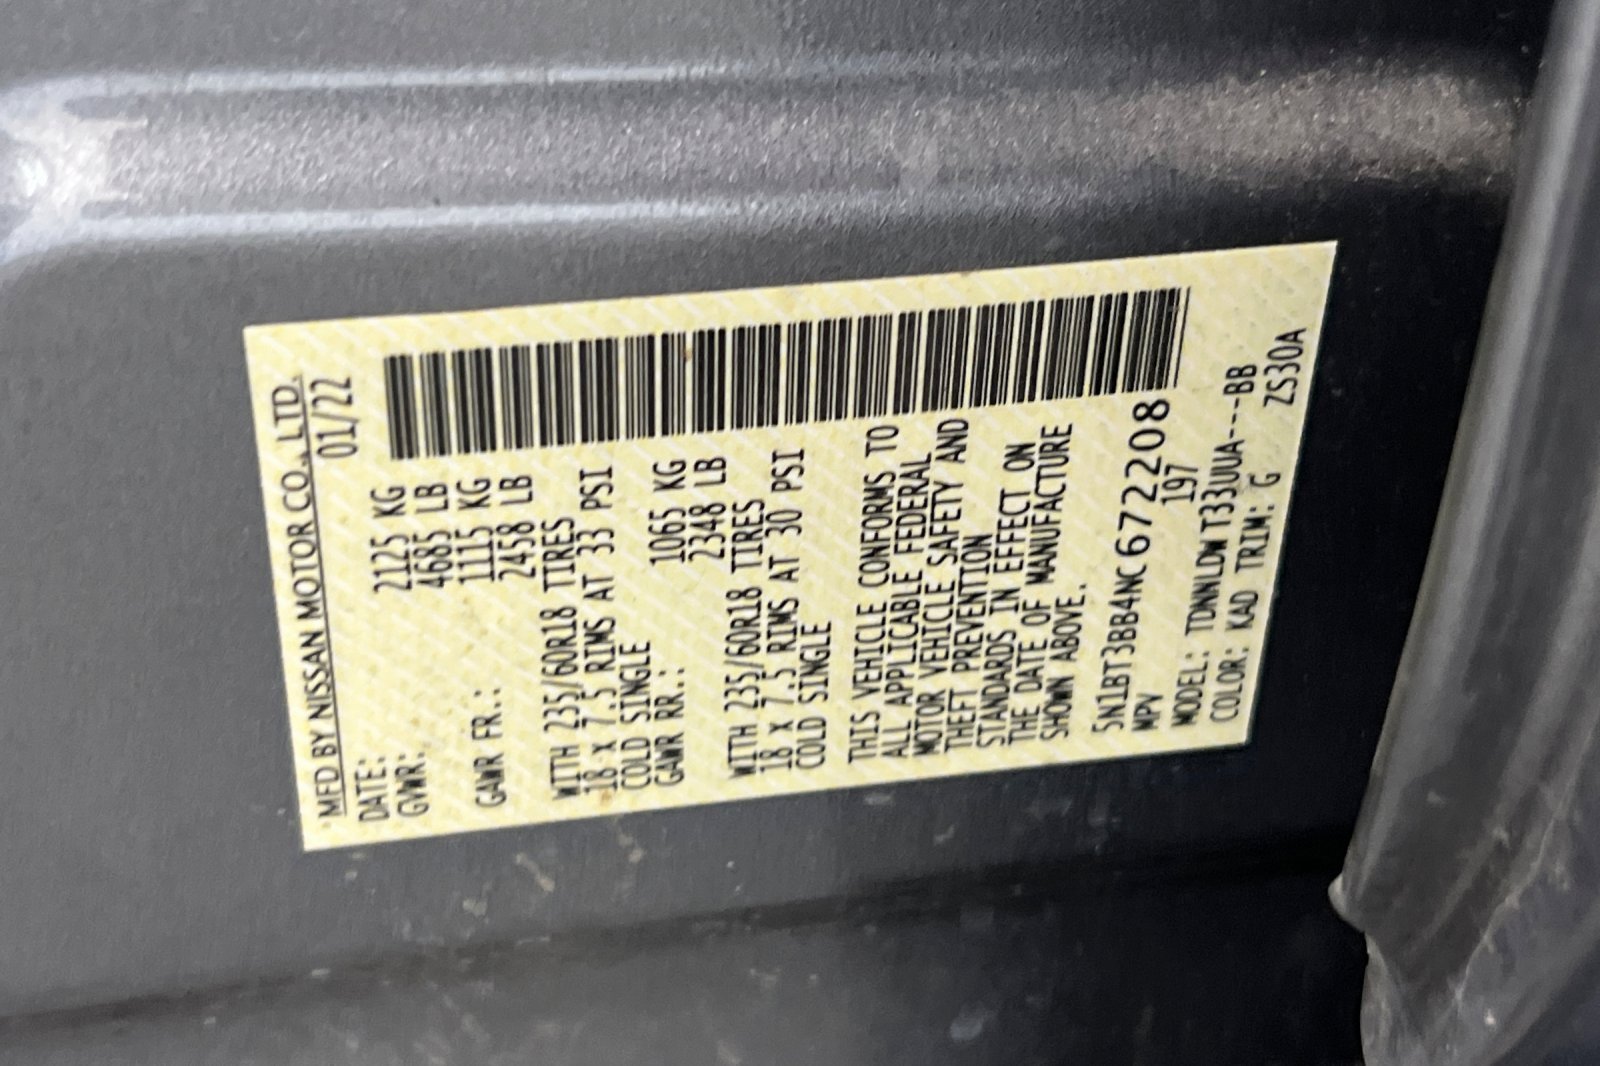 MFD BY NISSAN MOTOR CO., LTD.
DATE: 01/22
GVWR: 2125 KG
4685 LB
GAWR FR.: 1115 KG
2458 LB
WITH 235/60R18 TIRES
18 X 7.5 RIMS AT 33 PSI
COLD SINGLE
GAWR RR.: 1065 KG
2348 LB
WITH 235/60R18 TIRES
18 X 7.5 RIMS AT 30 PSI
COLD SINGLE
THIS VEHICLE CONFORMS TO
ALL APPLICABLE FEDERAL
MOTOR VEHICLE SAFETY AND
THEFT PREVENTION
STANDARDS IN EFFECT ON
THE DATE OF MANUFACTURE
SHOWN ABOVE..
5N1BT3BB4NC672208
MPV 197
MODEL: TDNNLDW T33UUA---BB
COLOR: KAD TRIM: G ZS30A